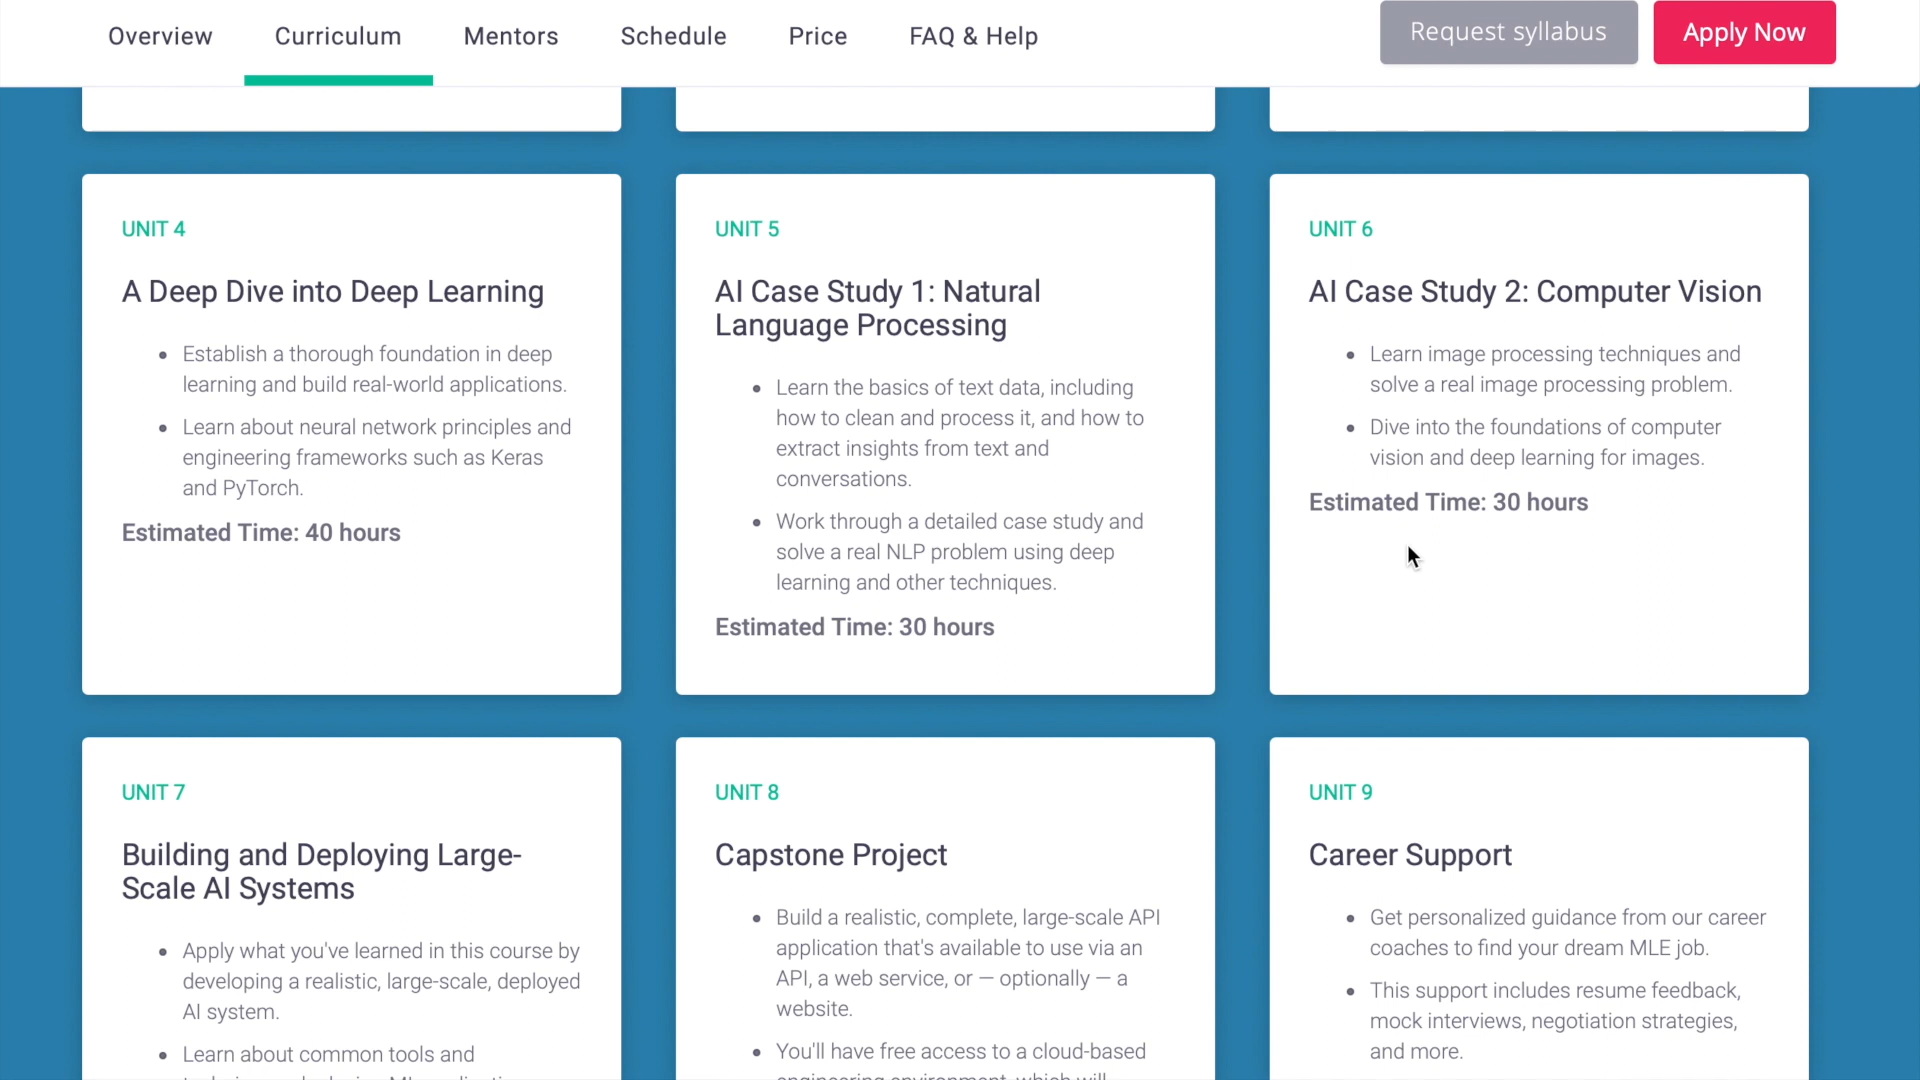 Overview
Curriculum
Mentors
Schedule
Price
FAQ & Help
Request syllabus
Apply Now
UNIT 4
A Deep Dive into Deep Learning
Establish a thorough foundation in deep
learning and build real-world applications.
Learn about neural network principles and
engineering frameworks such as Keras
and PyTorch.
Estimated Time: 40 hours
UNIT 5
AI Case Study 1: Natural
Language Processing
Learn the basics of text data, including
how to clean and process it, and how to
extract insights from text and
conversations.
Work through a detailed case study and
solve a real NLP problem using deep
learning and other techniques.
Estimated Time: 30 hours
UNIT 6
AI Case Study 2: Computer Vision
Learn image processing techniques and
solve a real image processing problem.
Dive into the foundations of computer
vision and deep learning for images.
Estimated Time: 30 hours
UNIT 7
Building and Deploying Large-
Scale AI Systems
Apply what you've learned in this course by
developing a realistic, large-scale, deployed
AI system.
Learn about common tools and
UNIT 8
Capstone Project
Build a realistic, complete, large-scale API
application that's available to use via an
API, a web service, or — optionally — a
website.
You'll have free access to a cloud-based
engineering environment, which will
UNIT 9
Career Support
Get personalized guidance from our career
coaches to find your dream MLE job.
This support includes resume feedback,
mock interviews, negotiation strategies,
and more.